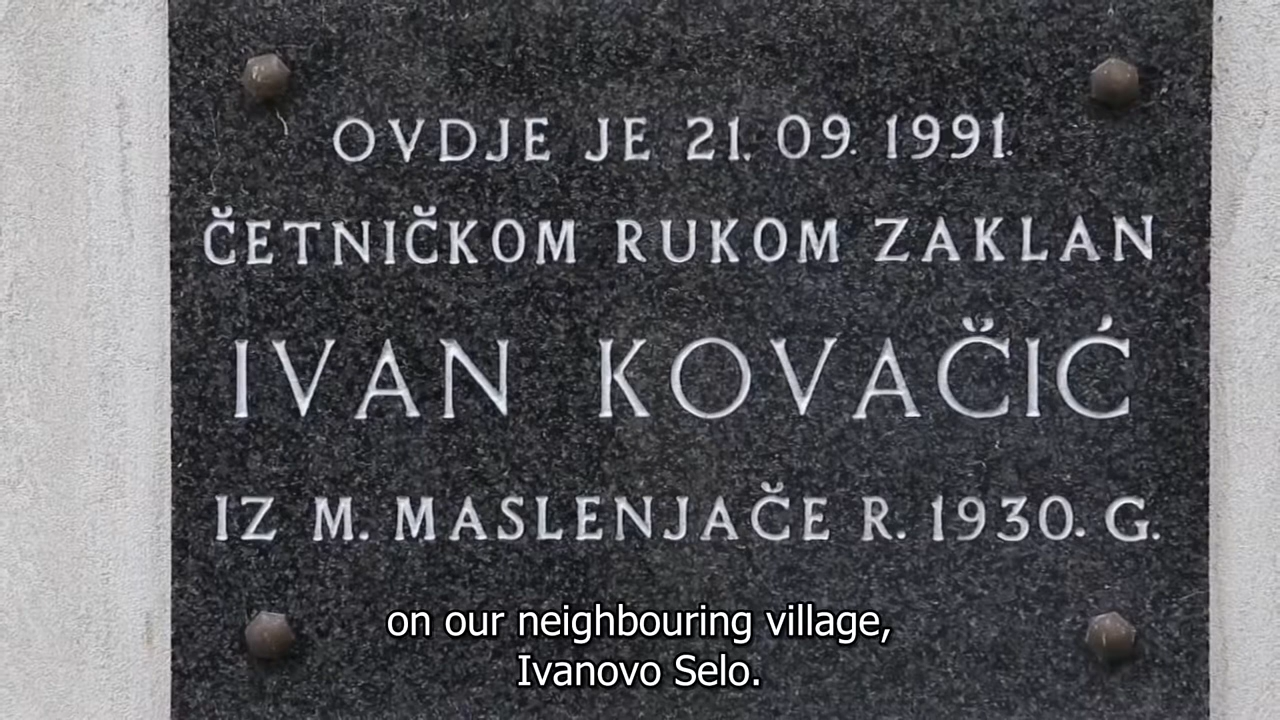 OVDJE JE 21. 09. 1991.
ČETNIČKOM RUKOM ZAKLAN
IVAN KOVAČIĆ
IZ M. MASLENJAČE R. 1930. G.
on our neighbouring village,
Ivanovo Selo.